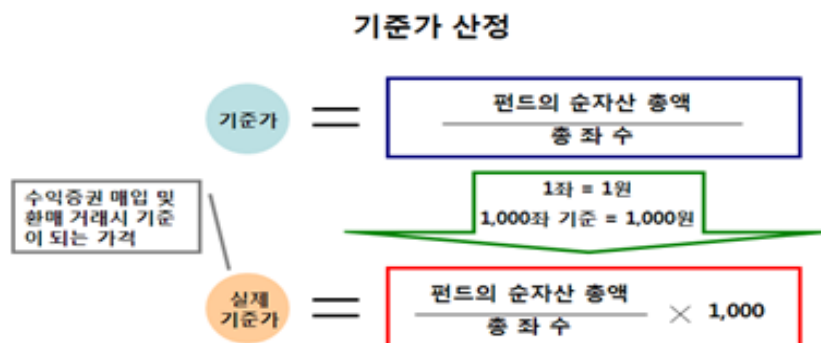 기준가 산정
기준가
=
펀드의 순자산 총액
총 좌 수
1좌 = 1원
1,000좌 기준 = 1,000원
수익증권 매입 및
환매 거래시 기준
이 되는 가격
실제
기준가
=
펀드의 순자산 총액
총 좌 수
× 1,000